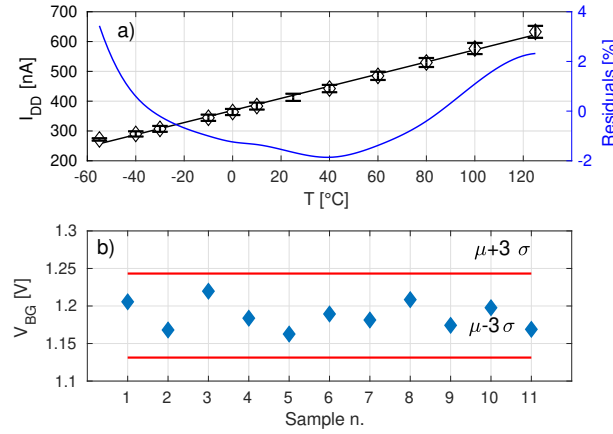 a)
700
600
500
400
300
200
I_DD [nA]
4
2
0
-2
Residuals [%]
-60 -40 -20 0 20 40 60 80 100 120
T [°C]
b)
1.3
1.25
1.2
1.15
1.1
V_BG [V]
μ+3 σ
μ-3 σ
1 2 3 4 5 6 7 8 9 10 11
Sample n.